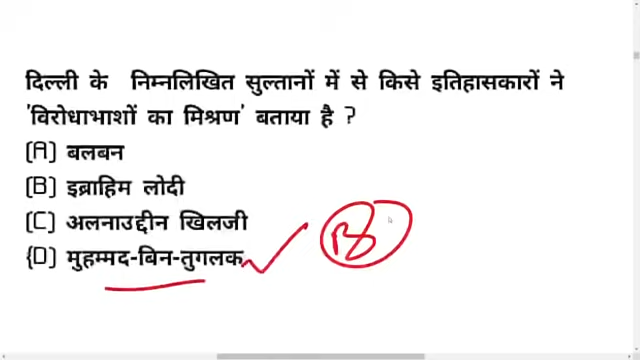 दिल्ली के निम्नलिखित सुल्तानों में से किसे इतिहासकारों ने
'विरोधाभाशों का मिश्रण' बताया है ?
(A) बलबन
(B) इब्राहिम लोदी
(C) अलनाउद्दीन खिलजी
{D) मुहम्मद-बिन-तुगलक